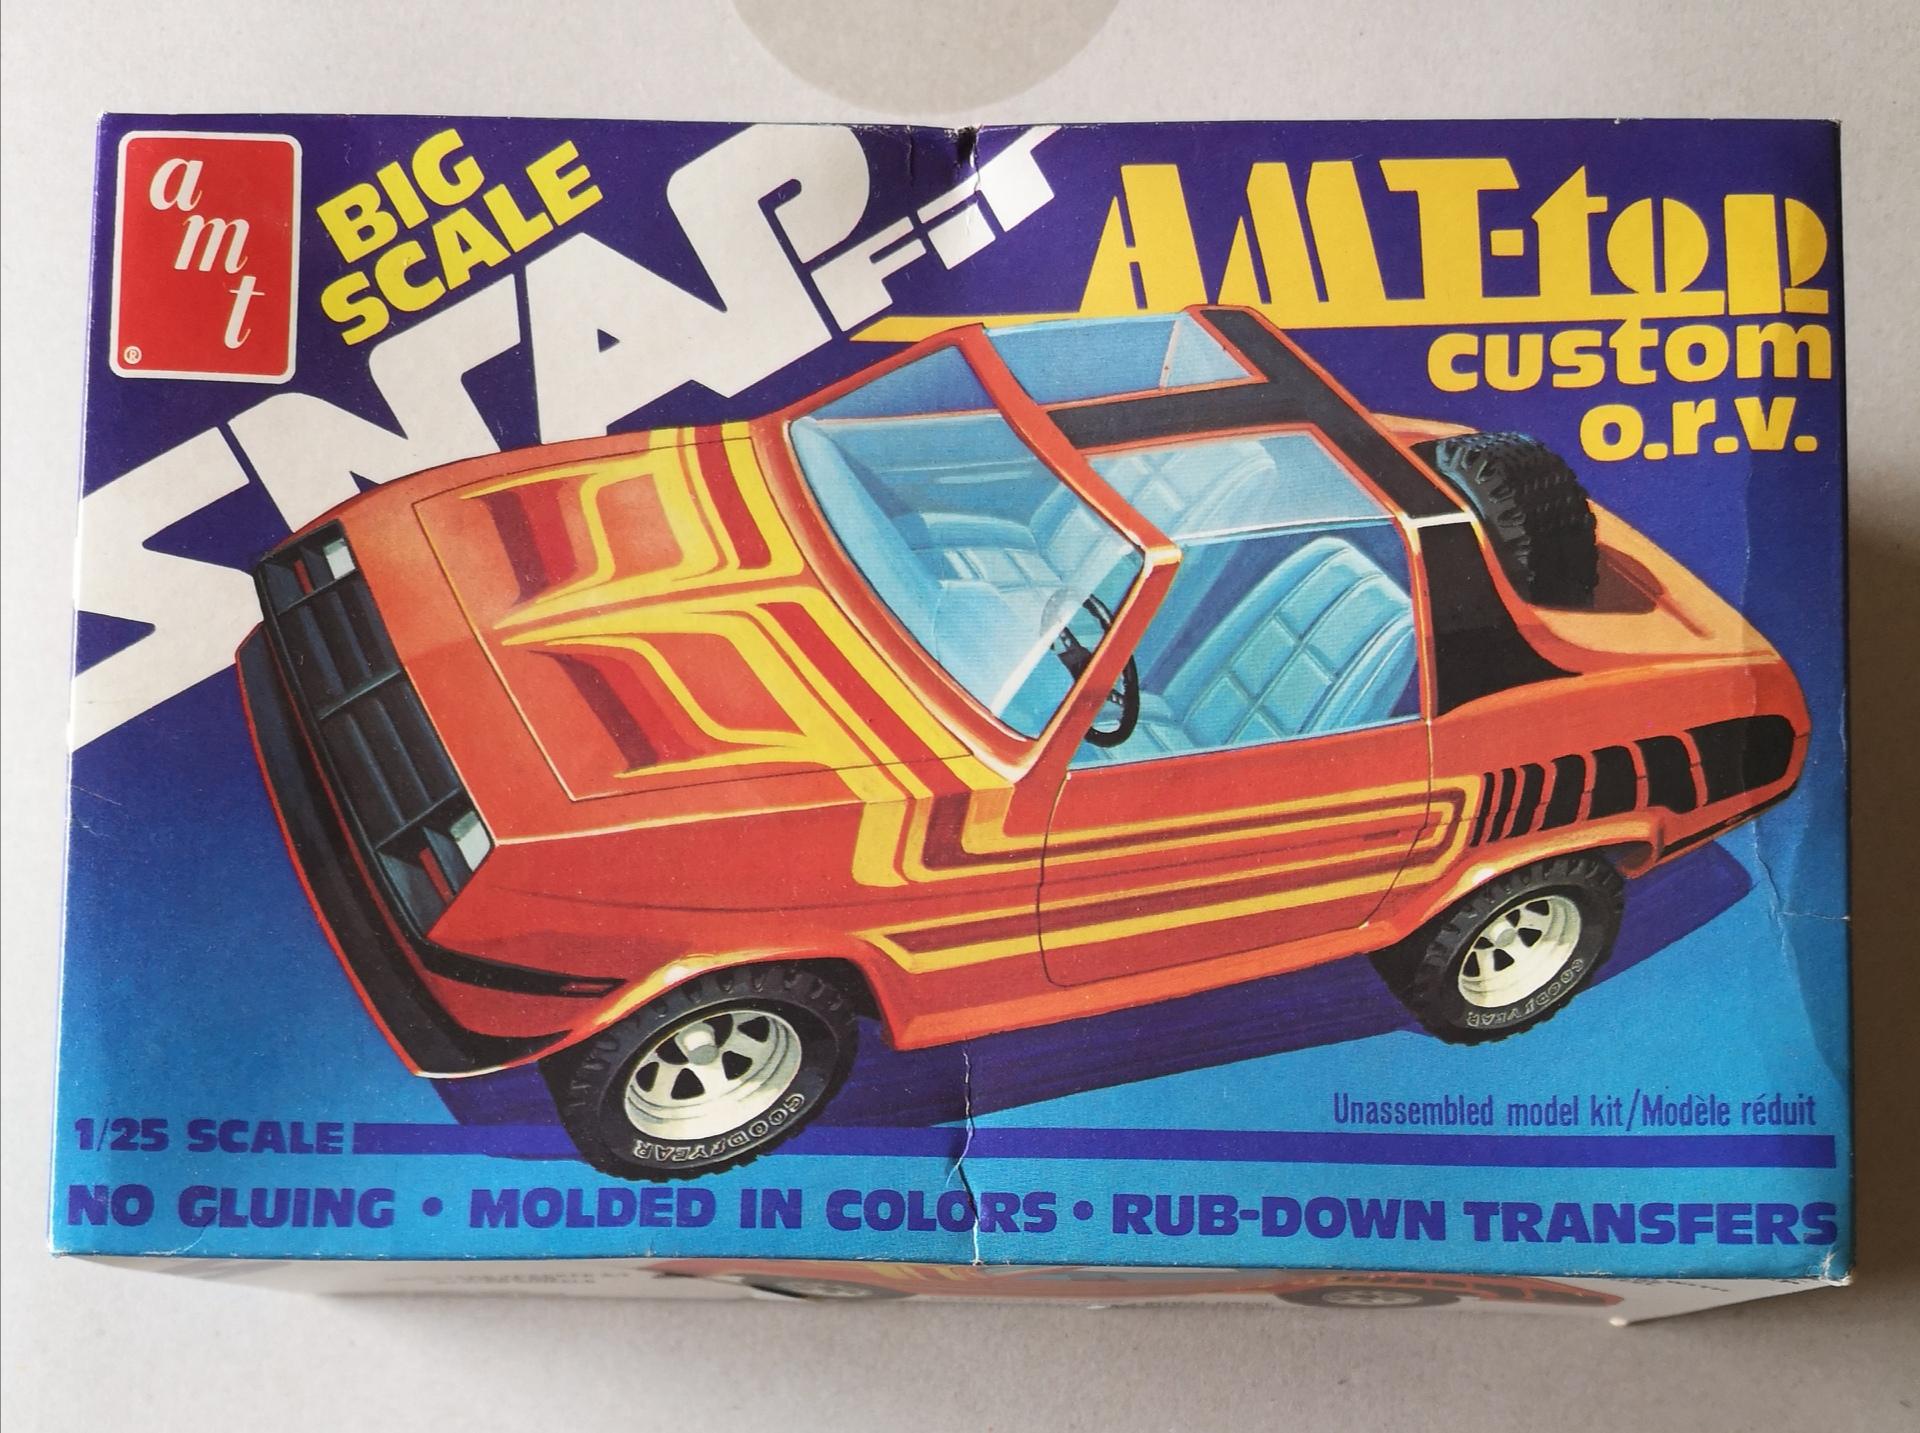 amt
®
BIG
SCALE
SNAP
FIT
AMT-top
custom
o.r.v.
GOODYEAR
GOODYEAR
Unassembled model kit/Modèle réduit
1/25 SCALE
NO GLUING • MOLDED IN COLORS • RUB-DOWN TRANSFERS